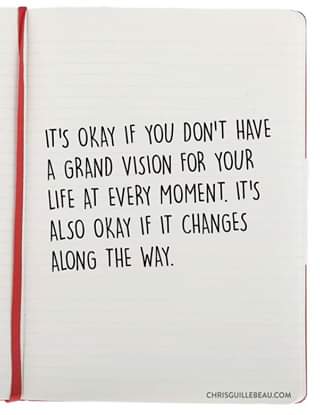 IT'S OKAY IF YOU DON'T HAVE
A GRAND VISION FOR YOUR
LIFE AT EVERY MOMENT. IT'S
ALSO OKAY IF IT CHANGES
ALONG THE WAY.
CHRISGUILLEBEAU.COM